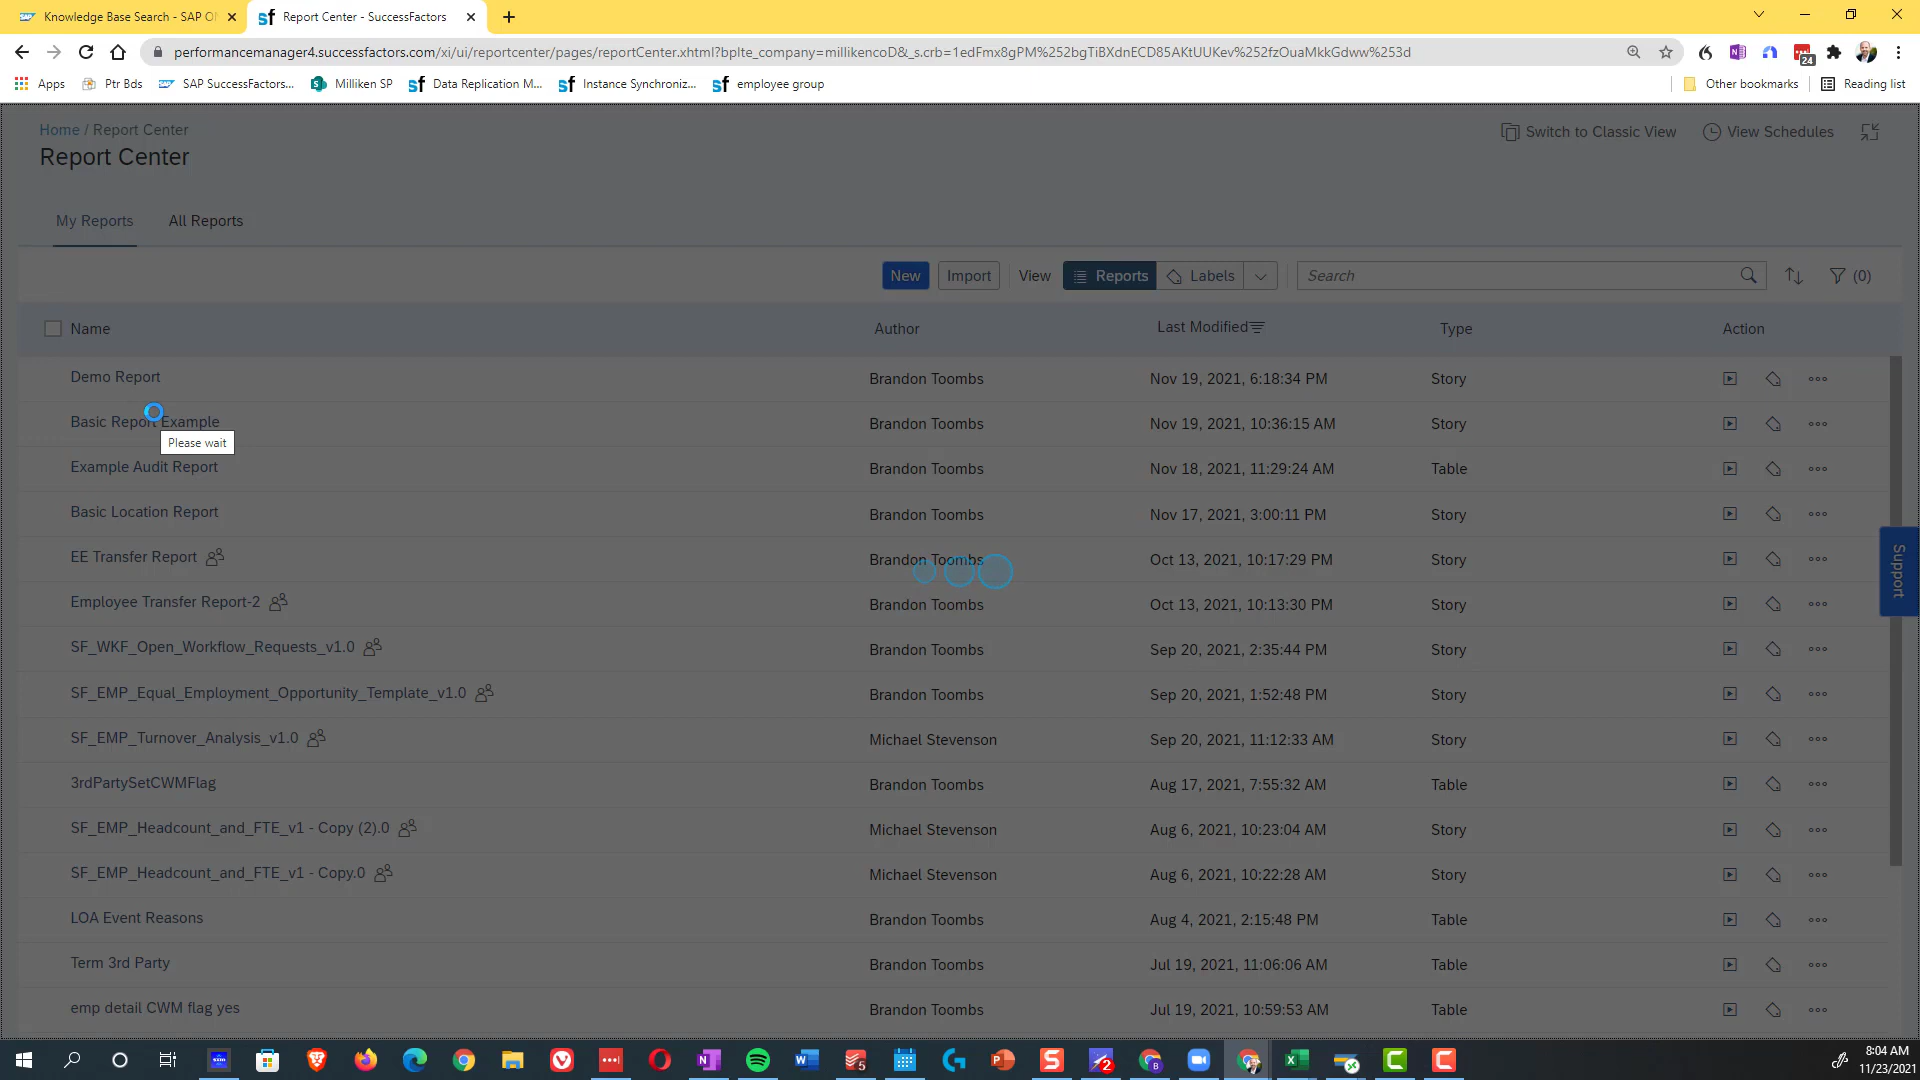 Knowledge Base Search - SAP O
Report Center - SuccessFactors
performancemanager4.successfactors.com/xi/ui/reportcenter/pages/reportCenter.xhtml?bplte_company=millikencoD&_s.crb=1edFmx8gPM%252bgTiBXdnECD85AKtUUKev%252fzOuaMkkGdww%253d
24
Apps
Ptr Bds
SAP SuccessFactors...
Milliken SP
Data Replication M...
Instance Synchroniz...
employee group
Other bookmarks
Reading list
Home / Report Center
Report Center
Switch to Classic View
View Schedules
My Reports
All Reports
New
Import
View
Reports
Labels
Search
(0)
Name Author Last Modified Type Action
Demo Report Brandon Toombs Nov 19, 2021, 6:18:34 PM Story
Basic Report Example Brandon Toombs Nov 19, 2021, 10:36:15 AM Story
Please wait
Example Audit Report Brandon Toombs Nov 18, 2021, 11:29:24 AM Table
Basic Location Report Brandon Toombs Nov 17, 2021, 3:00:11 PM Story
EE Transfer Report Brandon Toombs Oct 13, 2021, 10:17:29 PM Story
Employee Transfer Report-2 Brandon Toombs Oct 13, 2021, 10:13:30 PM Story
SF_WKF_Open_Workflow_Requests_v1.0 Brandon Toombs Sep 20, 2021, 2:35:44 PM Story
SF_EMP_Equal_Employment_Opportunity_Template_v1.0 Brandon Toombs Sep 20, 2021, 1:52:48 PM Story
SF_EMP_Turnover_Analysis_v1.0 Michael Stevenson Sep 20, 2021, 11:12:33 AM Story
3rdPartySetCWMFlag Brandon Toombs Aug 17, 2021, 7:55:32 AM Table
SF_EMP_Headcount_and_FTE_v1 - Copy (2).0 Michael Stevenson Aug 6, 2021, 10:23:04 AM Story
SF_EMP_Headcount_and_FTE_v1 - Copy.0 Michael Stevenson Aug 6, 2021, 10:22:28 AM Story
LOA Event Reasons Brandon Toombs Aug 4, 2021, 2:15:48 PM Table
Term 3rd Party Brandon Toombs Jul 19, 2021, 11:06:06 AM Table
emp detail CWM flag yes Brandon Toombs Jul 19, 2021, 10:59:53 AM Table
Support
8:04 AM
11/23/2021